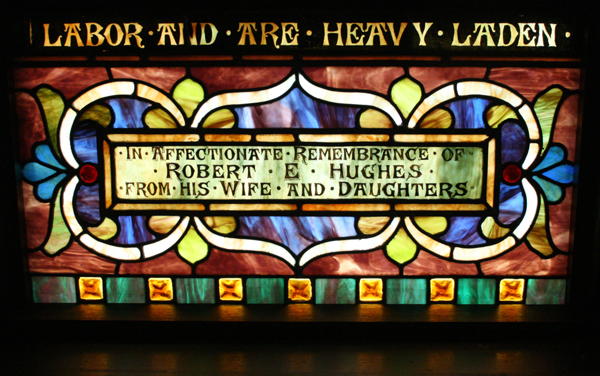 LABOR · AND · ARE · HEAVY · LADEN ·
· IN · AFFECTIONATE · REMEMBRANCE · OF ·
· ROBERT · E · HUGHES ·
· FROM · HIS · WIFE · AND · DAUGHTERS ·